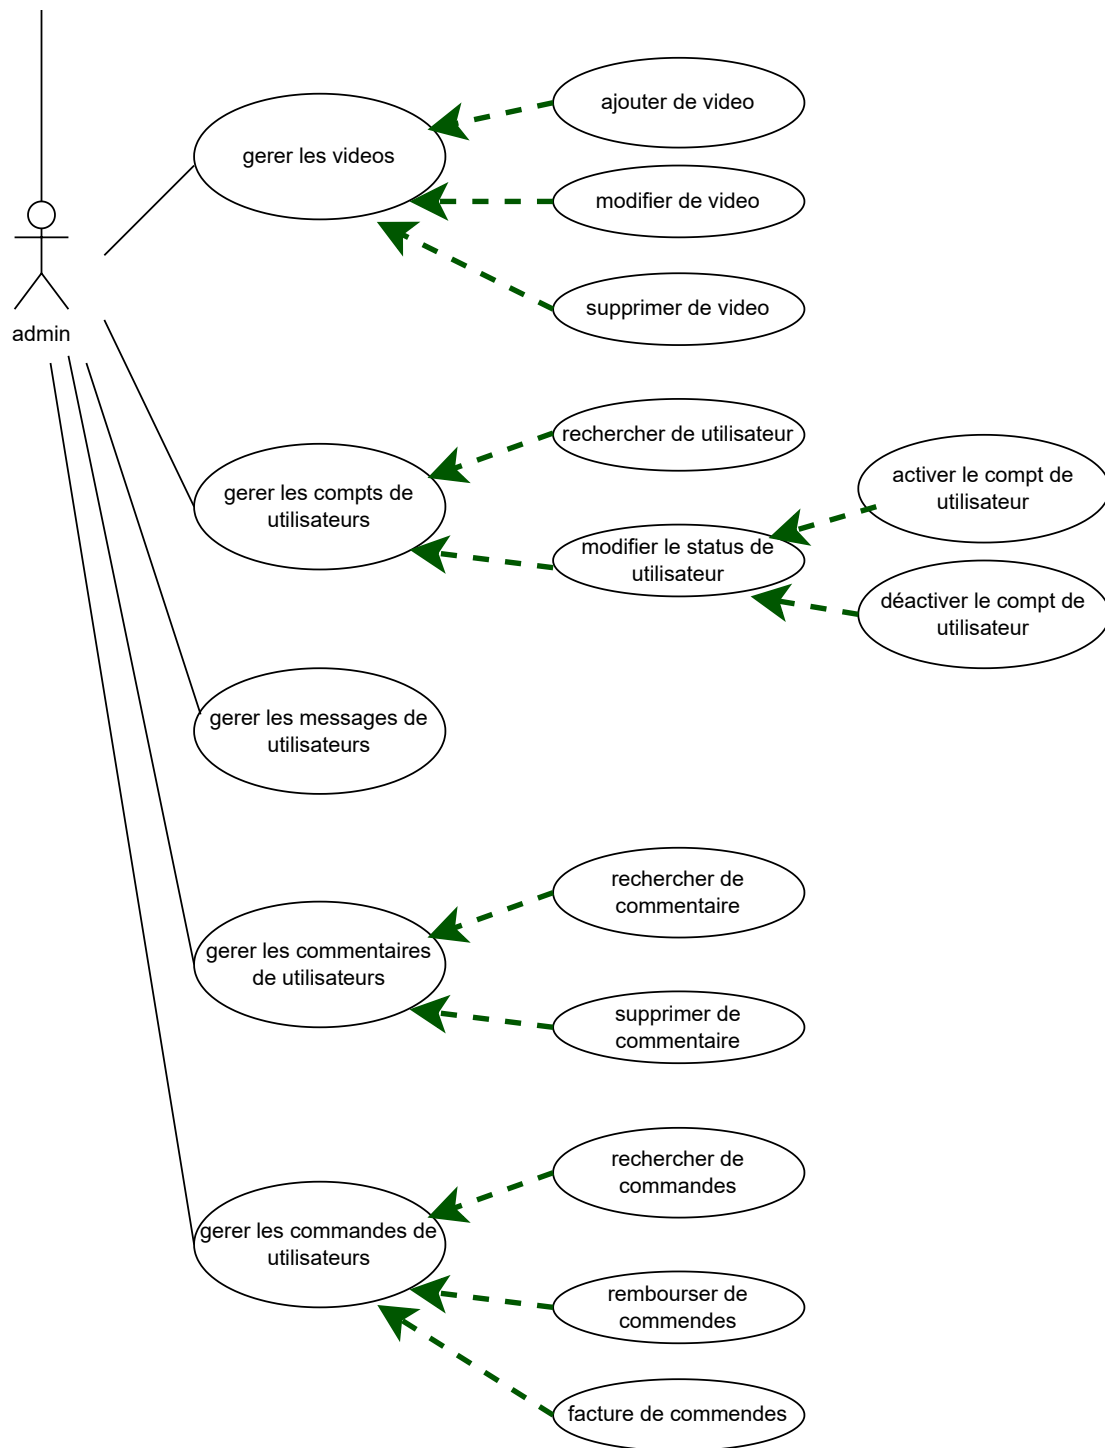 ajouter de video
gerer les videos
modifier de video
supprimer de video
admin
rechercher de utilisateur
activer le compt de
utilisateur
gerer les compts de
utilisateurs
modifier le status de
utilisateur
déactiver le compt de
utilisateur
gerer les messages de
utilisateurs
rechercher de
commentaire
gerer les commentaires
de utilisateurs
supprimer de
commentaire
rechercher de
commandes
gerer les commandes de
utilisateurs
rembourser de
commendes
facture de commendes